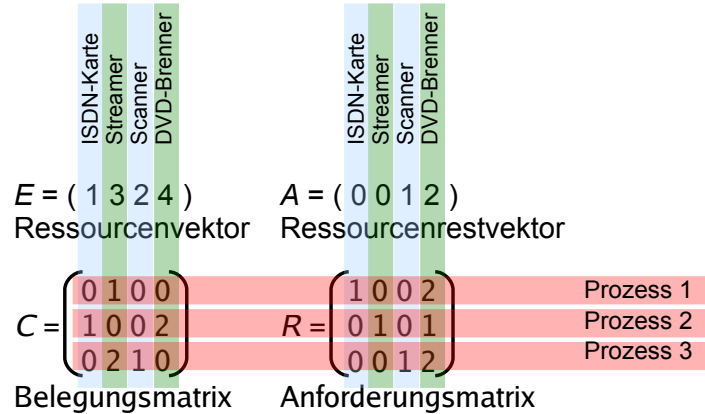 ISDN-Karte Streamer Scanner DVD-Brenner ISDN-Karte Streamer Scanner DVD-Brenner
E = ( 1 3 2 4 ) A = ( 0 0 1 2 )
Ressourcenvektor Ressourcenrestvektor
0 1 0 0 1 0 0 2 Prozess 1
C = 1 0 0 2 R = 0 1 0 1 Prozess 2
0 2 1 0 0 0 1 2 Prozess 3
Belegungsmatrix Anforderungsmatrix